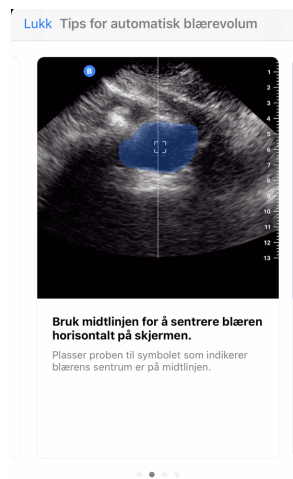 Lukk Tips for automatisk blærevolum
B
1
2
3
4
5
6
7
8
9
10
11
12
13
Bruk midtlinjen for å sentrere blæren
horisontalt på skjermen.
Plasser proben til symbolet som indikerer
blærens sentrum er på midtlinjen.